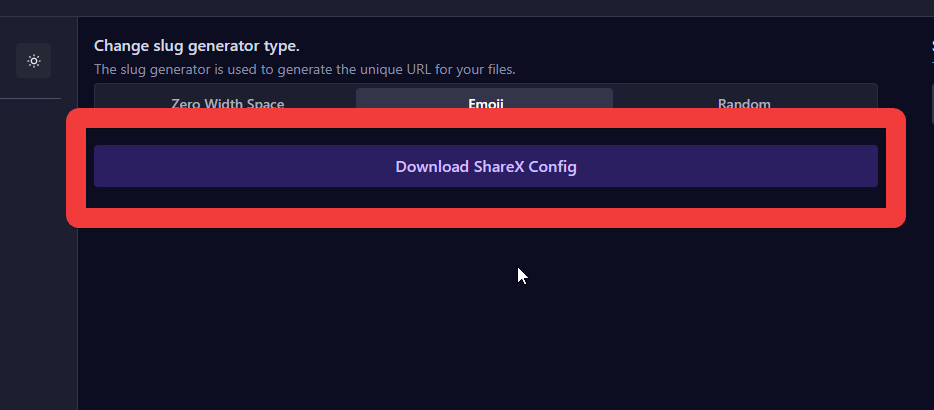 Change slug generator type.
The slug generator is used to generate the unique URL for your files.
Zero Width Space Emoji Random
Download ShareX Config